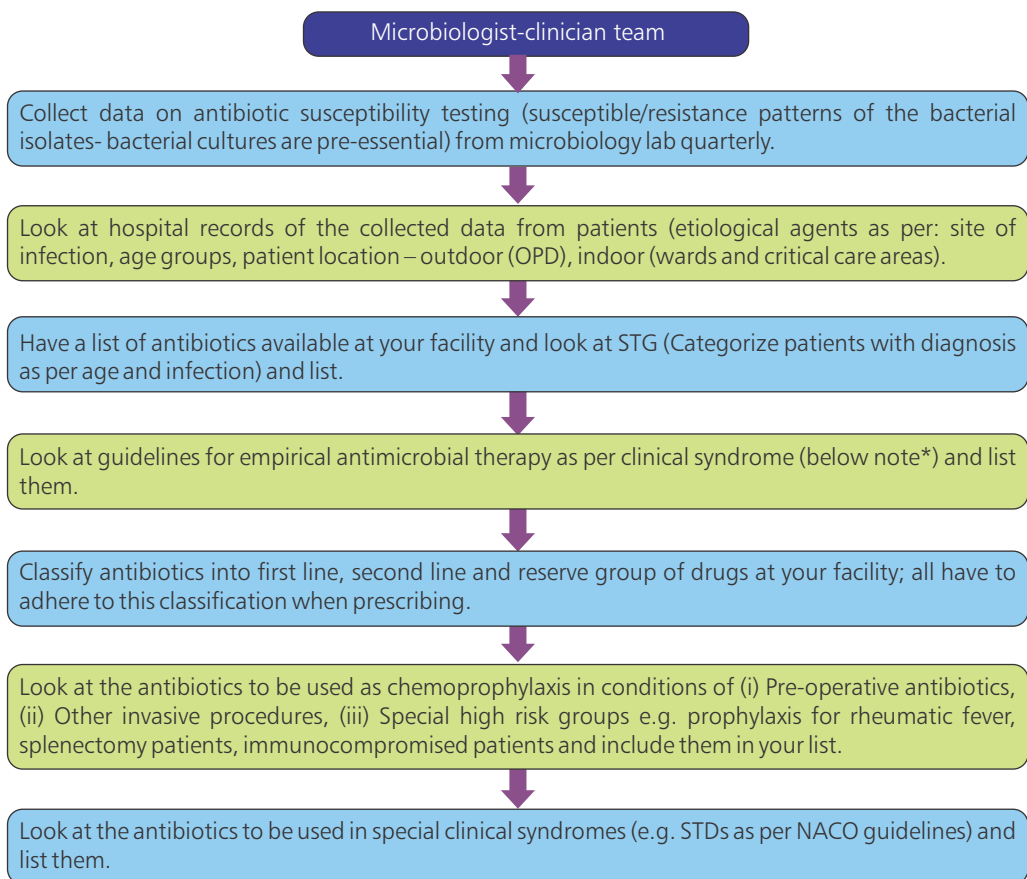 Microbiologist-clinician team
Collect data on antibiotic susceptibility testing (susceptible/resistance patterns of the bacterial
isolates- bacterial cultures are pre-essential) from microbiology lab quarterly.
Look at hospital records of the collected data from patients (etiological agents as per: site of
infection, age groups, patient location – outdoor (OPD), indoor (wards and critical care areas).
Have a list of antibiotics available at your facility and look at STG (Categorize patients with diagnosis
as per age and infection) and list.
Look at guidelines for empirical antimicrobial therapy as per clinical syndrome (below note*) and list
them.
Classify antibiotics into first line, second line and reserve group of drugs at your facility; all have to
adhere to this classification when prescribing.
Look at the antibiotics to be used as chemoprophylaxis in conditions of (i) Pre-operative antibiotics,
(ii) Other invasive procedures, (iii) Special high risk groups e.g. prophylaxis for rheumatic fever,
splenectomy patients, immunocompromised patients and include them in your list.
Look at the antibiotics to be used in special clinical syndromes (e.g. STDs as per NACO guidelines) and
list them.